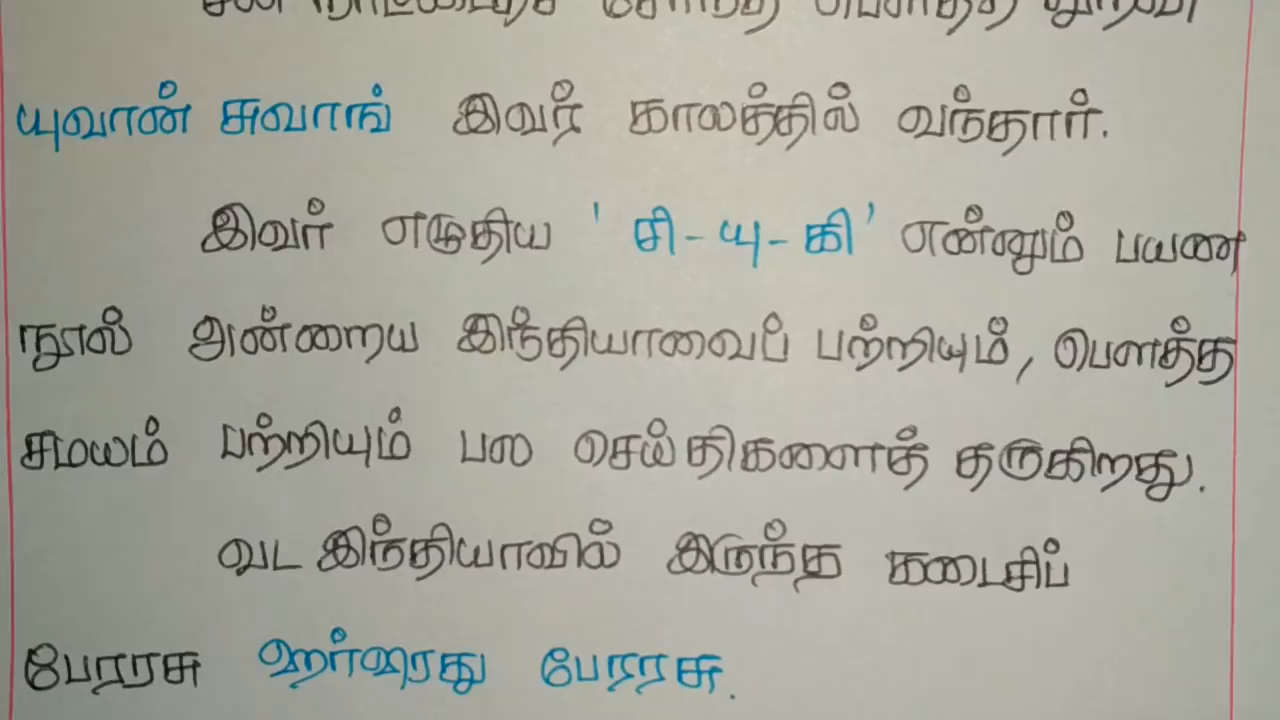 சீன நாட்டைச் சேர்ந்த பௌத்த துறவி
யுவான் சுவாங் இவர் காலத்தில் வந்தார்.
இவர் எழுதிய ' சி - யு - கி ' என்னும் பயண
நூல் அன்றைய இந்தியாவைப் பற்றியும், பௌத்த
சமயம் பற்றியும் பல செய்திகளைத் தருகிறது.
வட இந்தியாவில் இருந்த கடைசிப்
பேரரசு ஹர்ஷரது பேரரசு.